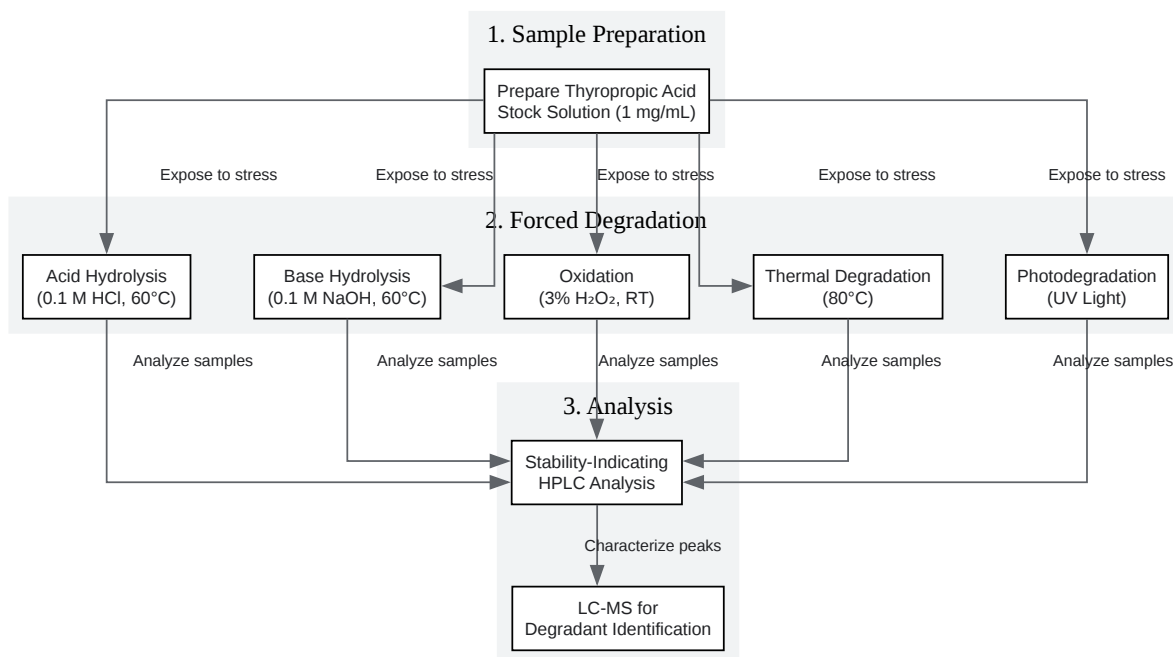 1. Sample Preparation
Prepare Thyropropic Acid
Stock Solution (1 mg/mL)
Expose to stress
Expose to stress
Expose to stress
Expose to stress
Expose to stress
2. Forced Degradation
Acid Hydrolysis
(0.1 M HCl, 60°C)
Base Hydrolysis
(0.1 M NaOH, 60°C)
Oxidation
(3% H₂O₂, RT)
Thermal Degradation
(80°C)
Photodegradation
(UV Light)
Analyze samples
Analyze samples
Analyze samples
Analyze samples
Analyze samples
3. Analysis
Stability-Indicating
HPLC Analysis
Characterize peaks
LC-MS for
Degradant Identification